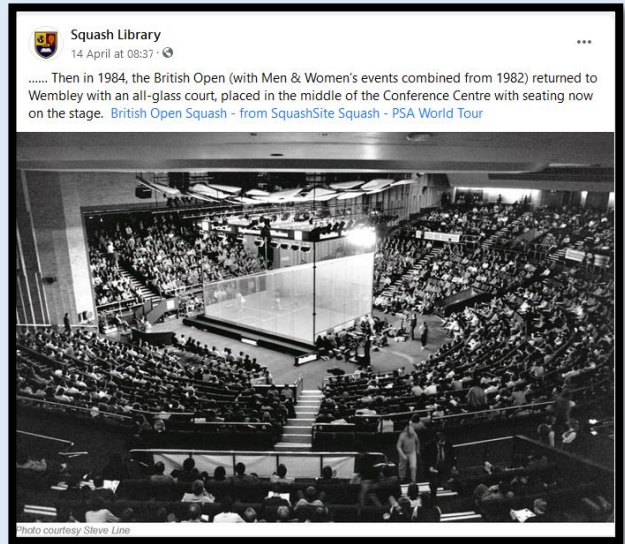 Squash Library
14 April at 08:37 ·
...... Then in 1984, the British Open (with Men & Women's events combined from 1982) returned to
Wembley with an all-glass court, placed in the middle of the Conference Centre with seating now
on the stage. British Open Squash - from SquashSite Squash - PSA World Tour
Photo courtesy Steve Line